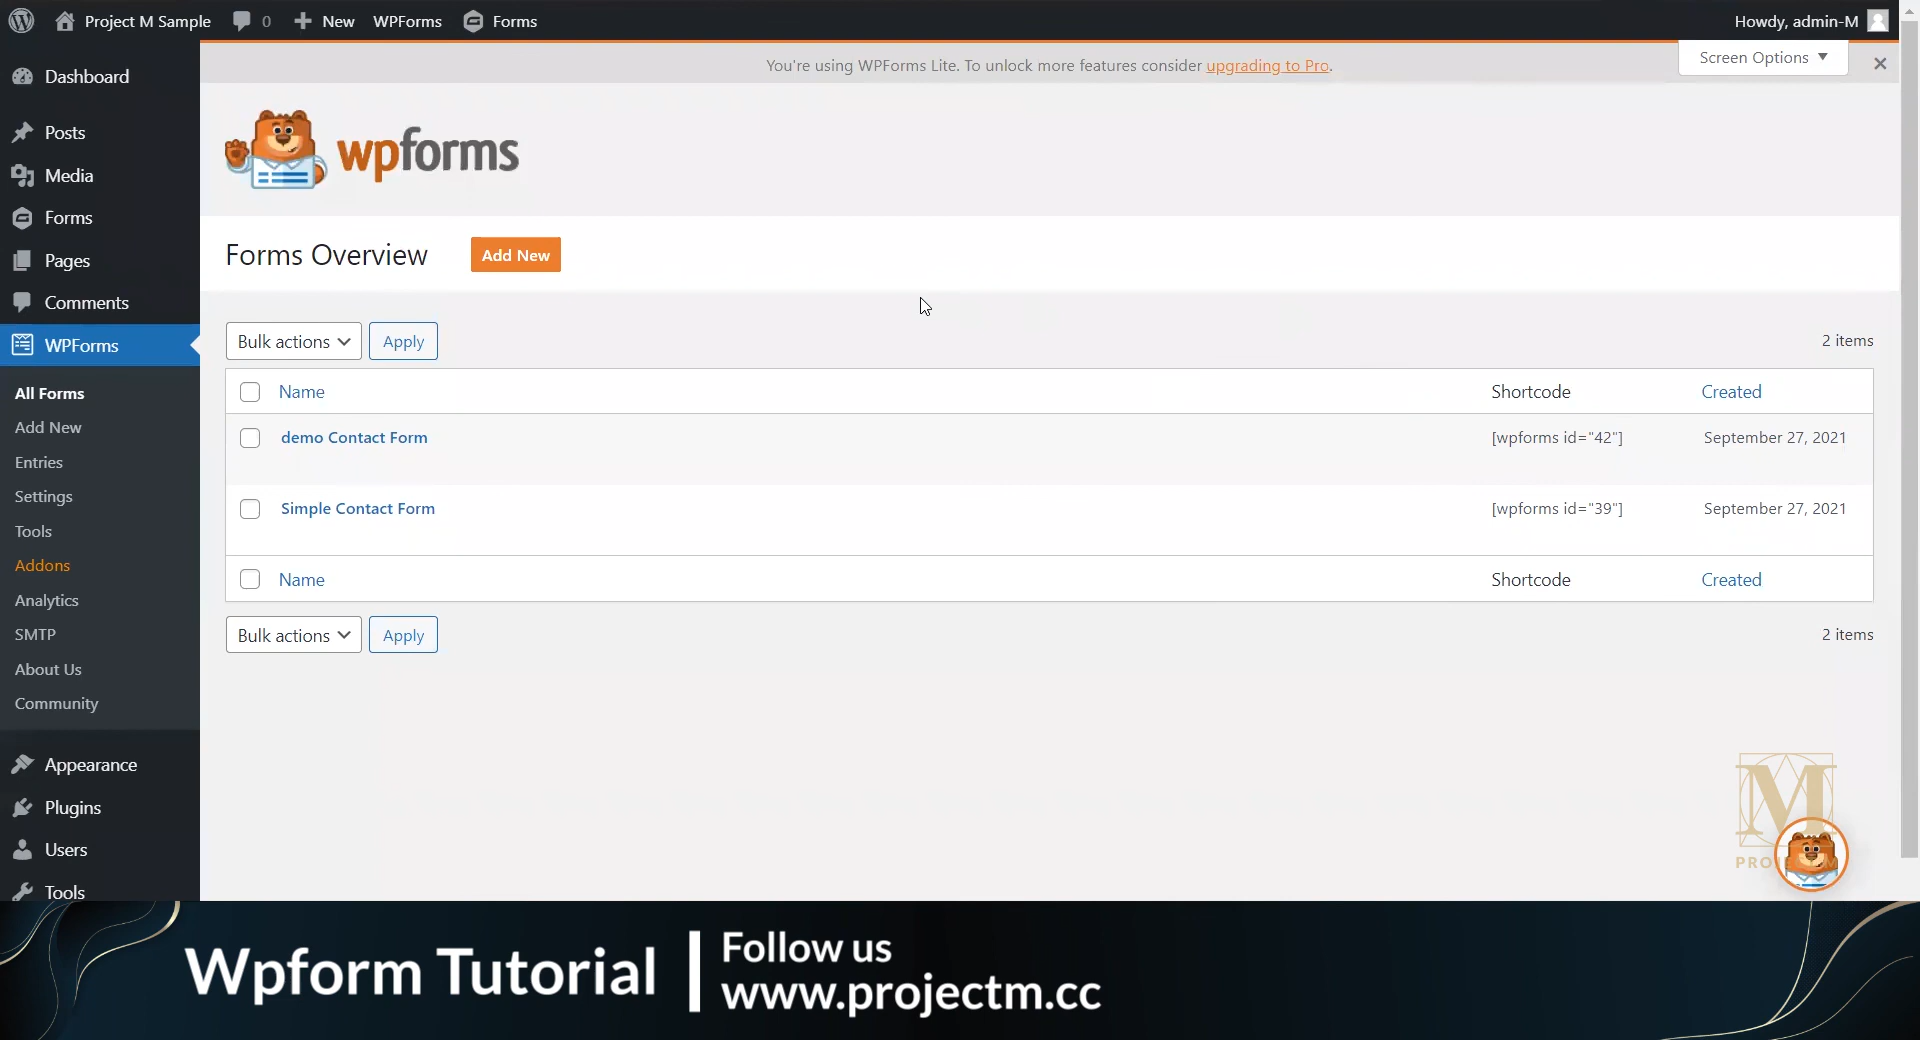 Project M Sample 0 New WPForms Forms Howdy, admin-M
You're using WPForms Lite. To unlock more features consider upgrading to Pro.
Screen Options
Dashboard
Posts
Media
Forms
Pages
Comments
WPForms
All Forms
Add New
Entries
Settings
Tools
Addons
Analytics
SMTP
About Us
Community
Appearance
Plugins
Users
Tools
wpforms
Forms Overview Add New
Bulk actions Apply 2 items
Name Shortcode Created
demo Contact Form [wpforms id="42"] September 27, 2021
Simple Contact Form [wpforms id="39"] September 27, 2021
Name Shortcode Created
Bulk actions Apply 2 items
M
Wpform Tutorial
Follow us
www.projectm.cc